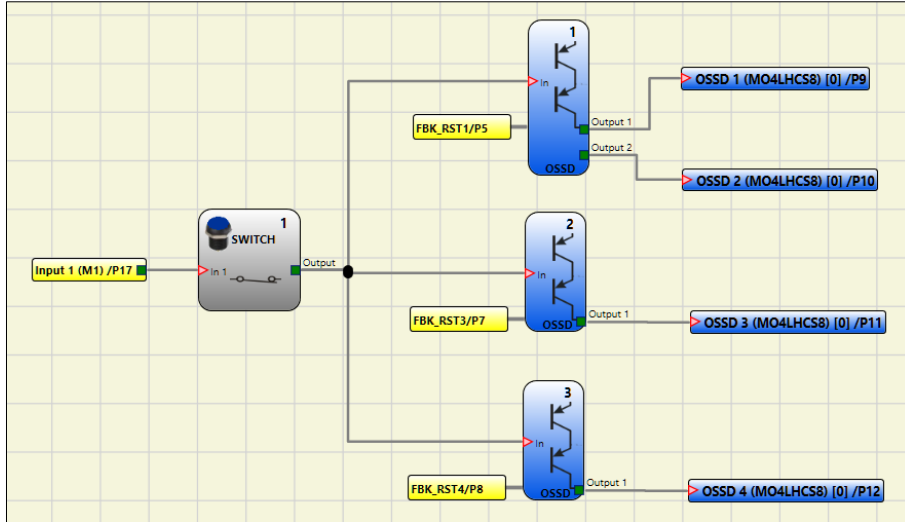 1
In
FBK_RST1/P5
Output 1
Output 2
OSSD
OSSD 1 (MO4LHCS8) [0] /P9
OSSD 2 (MO4LHCS8) [0] /P10
1
SWITCH
In 1
Output
Input 1 (M1) /P17
2
In
FBK_RST3/P7
Output 1
OSSD
OSSD 3 (MO4LHCS8) [0] /P11
3
In
FBK_RST4/P8
Output 1
OSSD
OSSD 4 (MO4LHCS8) [0] /P12